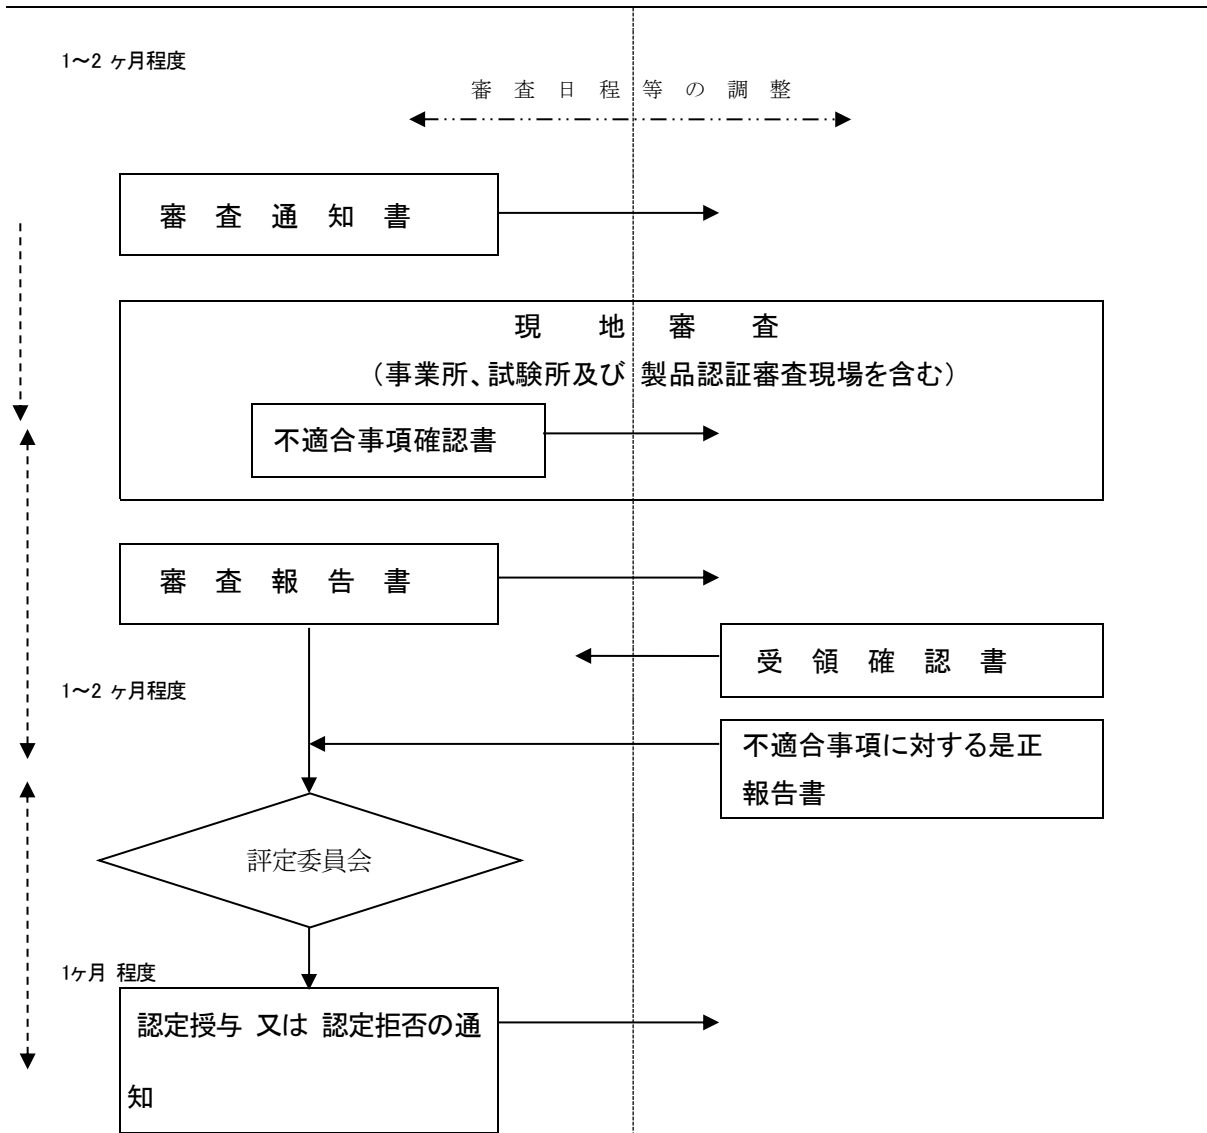 1～2 ヶ月程度
審 査 日 程 等 の 調 整
審 査 通 知 書
現 地 審 査
（事業所、試験所及び 製品認証審査現場を含む）
不適合事項確認書
審 査 報 告 書
受 領 確 認 書
1～2 ヶ月程度
不適合事項に対する是正
報告書
評定委員会
1ヶ月 程度
認定授与 又は 認定拒否の通
知